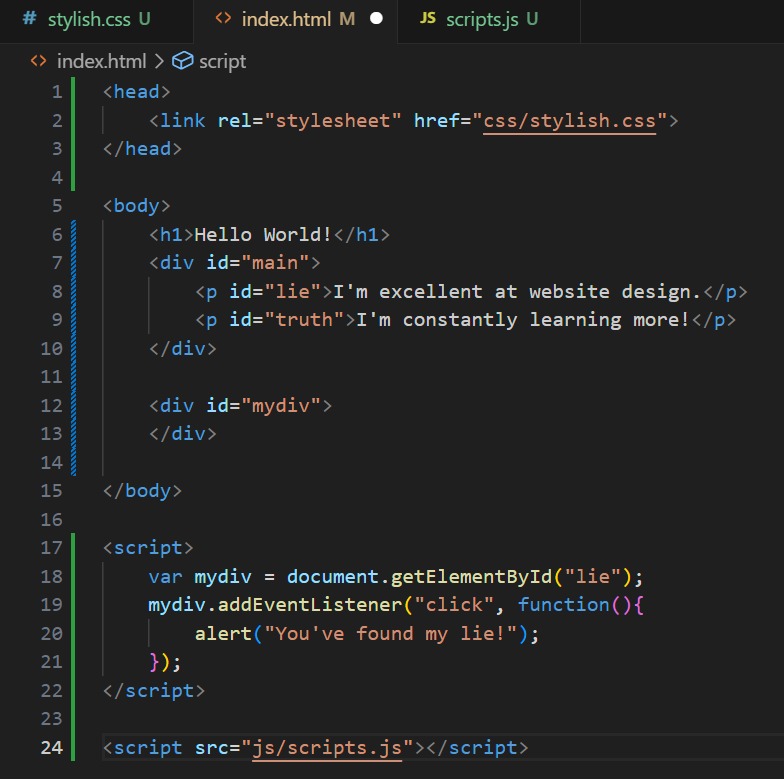 # stylish.css U <> index.html M JS scripts.js U
<> index.html > script
1 <head>
2 <link rel="stylesheet" href="css/stylish.css">
3 </head>
4
5 <body>
6 <h1>Hello World!</h1>
7 <div id="main">
8 <p id="lie">I'm excellent at website design.</p>
9 <p id="truth">I'm constantly learning more!</p>
10 </div>
11
12 <div id="mydiv">
13 </div>
14
15 </body>
16
17 <script>
18 var mydiv = document.getElementById("lie");
19 mydiv.addEventListener("click", function(){
20 alert("You've found my lie!");
21 });
22 </script>
23
24 <script src="js/scripts.js"></script>